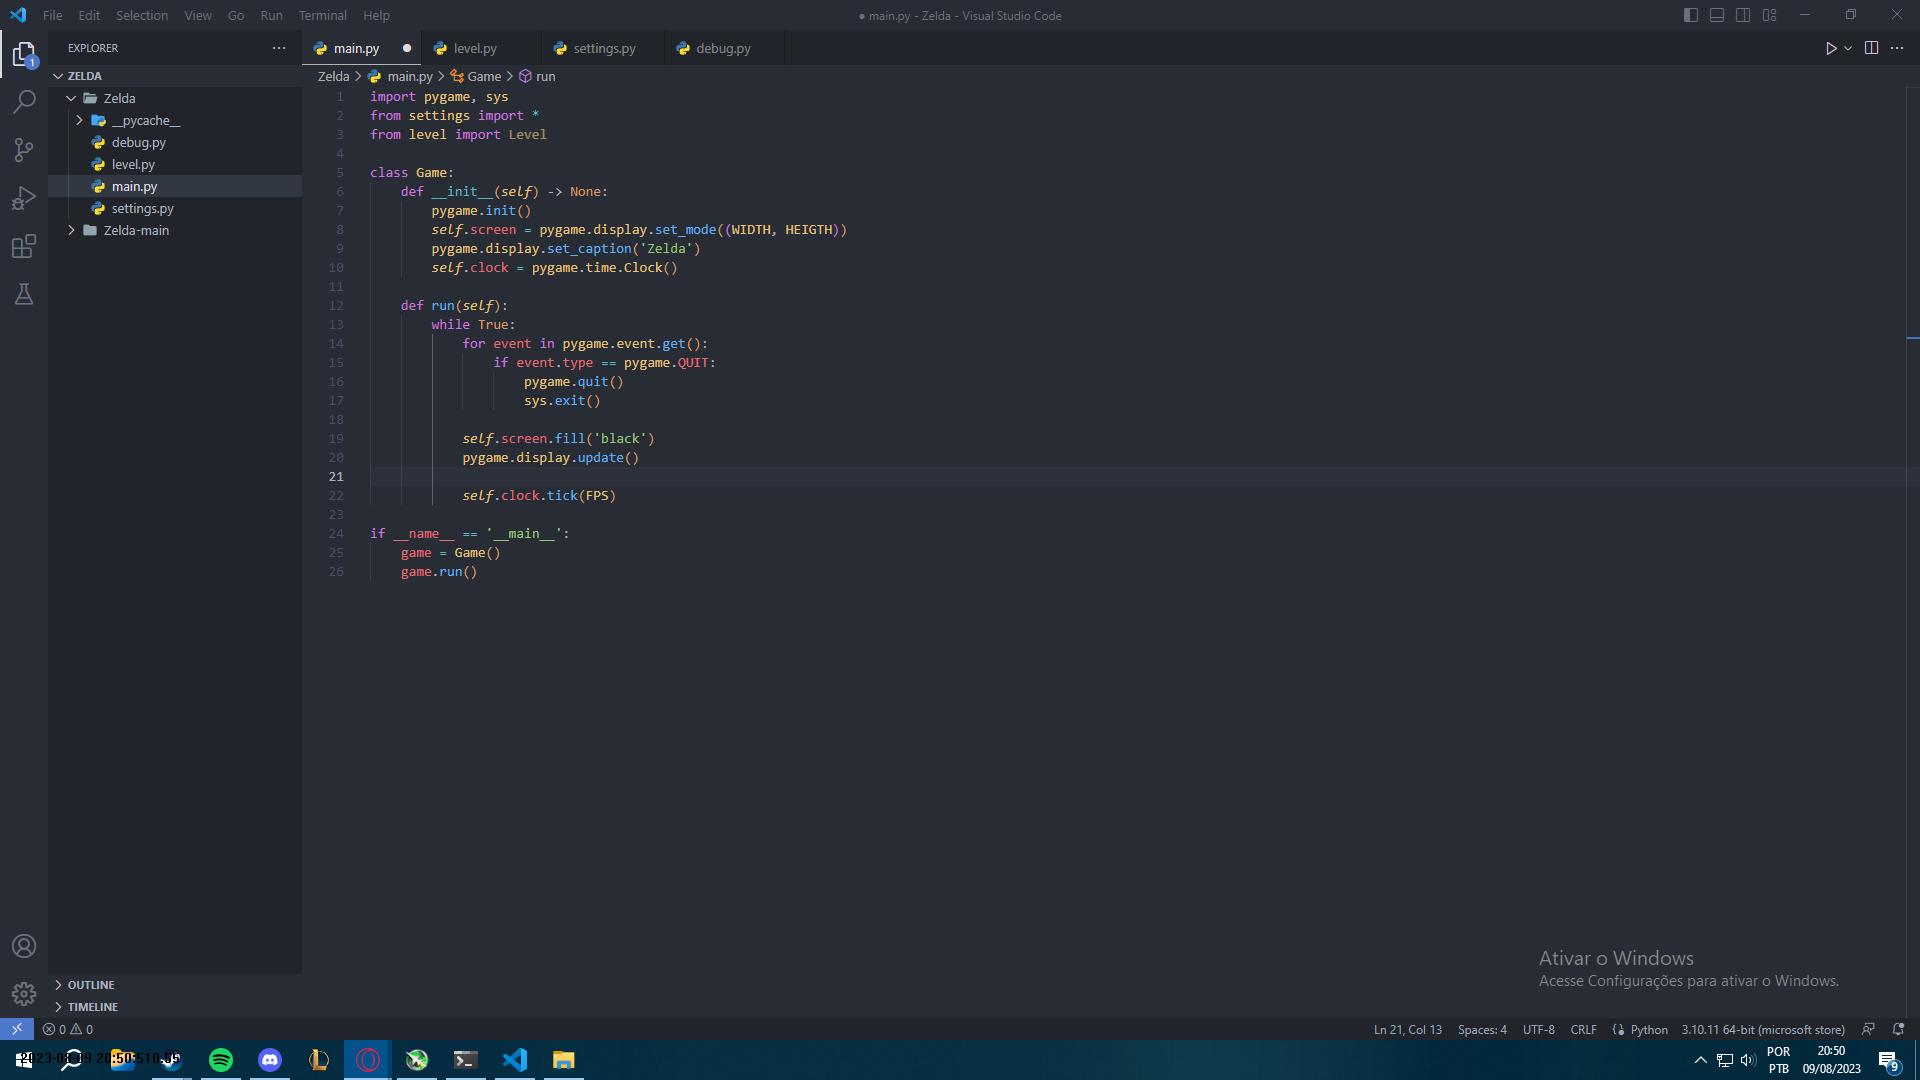 File Edit Selection View Go Run Terminal Help
● main.py - Zelda - Visual Studio Code
EXPLORER
main.py
level.py
settings.py
debug.py
ZELDA
Zelda
__pycache__
debug.py
level.py
main.py
settings.py
Zelda-main
Zelda > main.py > Game > run
1 import pygame, sys
2 from settings import *
3 from level import Level
4
5 class Game:
6 def __init__(self) -> None:
7 pygame.init()
8 self.screen = pygame.display.set_mode((WIDTH, HEIGTH))
9 pygame.display.set_caption('Zelda')
10 self.clock = pygame.time.Clock()
11
12 def run(self):
13 while True:
14 for event in pygame.event.get():
15 if event.type == pygame.QUIT:
16 pygame.quit()
17 sys.exit()
18
19 self.screen.fill('black')
20 pygame.display.update()
21
22 self.clock.tick(FPS)
23
24 if __name__ == '__main__':
25 game = Game()
26 game.run()
1
OUTLINE
TIMELINE
Ativar o Windows
Acesse Configurações para ativar o Windows.
0 0
Ln 21, Col 13 Spaces: 4 UTF-8 CRLF Python 3.10.11 64-bit (microsoft store)
POR
PTB
20:50
09/08/2023
9